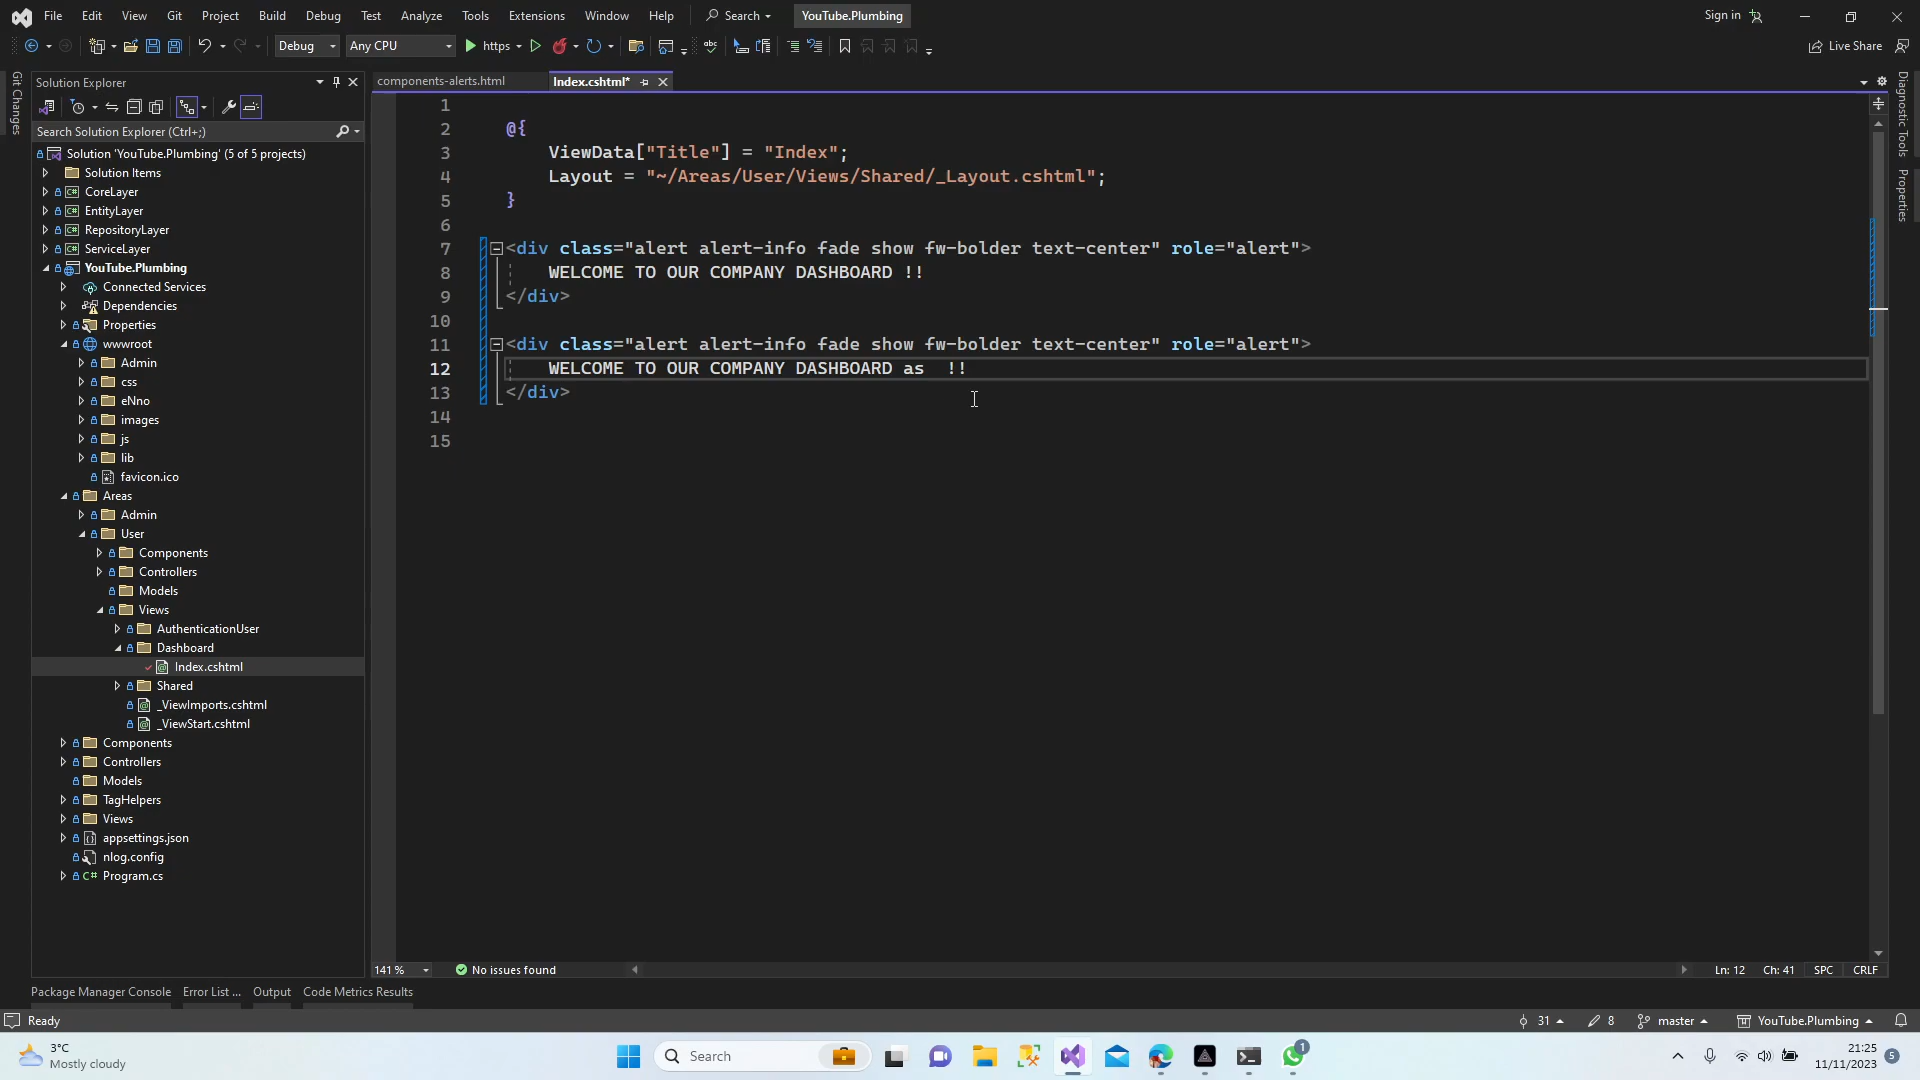 File Edit View Git Project Build Debug Test Analyze Tools Extensions Window Help Search YouTube.Plumbing Sign in
Debug Any CPU https Live Share
Git Changes
Solution Explorer
Search Solution Explorer (Ctrl+;)
Solution 'YouTube.Plumbing' (5 of 5 projects)
Solution Items
CoreLayer
EntityLayer
RepositoryLayer
ServiceLayer
YouTube.Plumbing
Connected Services
Dependencies
Properties
wwwroot
Admin
css
eNno
images
js
lib
favicon.ico
Areas
Admin
User
Components
Controllers
Models
Views
AuthenticationUser
Dashboard
Index.cshtml
Shared
_ViewImports.cshtml
_ViewStart.cshtml
Components
Controllers
Models
TagHelpers
Views
appsettings.json
nlog.config
Program.cs
components-alerts.html Index.cshtml*
1
2 @{
3 ViewData["Title"] = "Index";
4 Layout = "~/Areas/User/Views/Shared/_Layout.cshtml";
5 }
6
7 <div class="alert alert-info fade show fw-bolder text-center" role="alert">
8 WELCOME TO OUR COMPANY DASHBOARD !!
9 </div>
10
11 <div class="alert alert-info fade show fw-bolder text-center" role="alert">
12 WELCOME TO OUR COMPANY DASHBOARD as  !!
13 </div>
14
15
Diagnostic Tools
Properties
141 % No issues found Ln: 12 Ch: 41 SPC CRLF
Package Manager Console Error List ... Output Code Metrics Results
Ready 31 8 master YouTube.Plumbing
3°C
Mostly cloudy
Search
1
21:25
11/11/2023
5